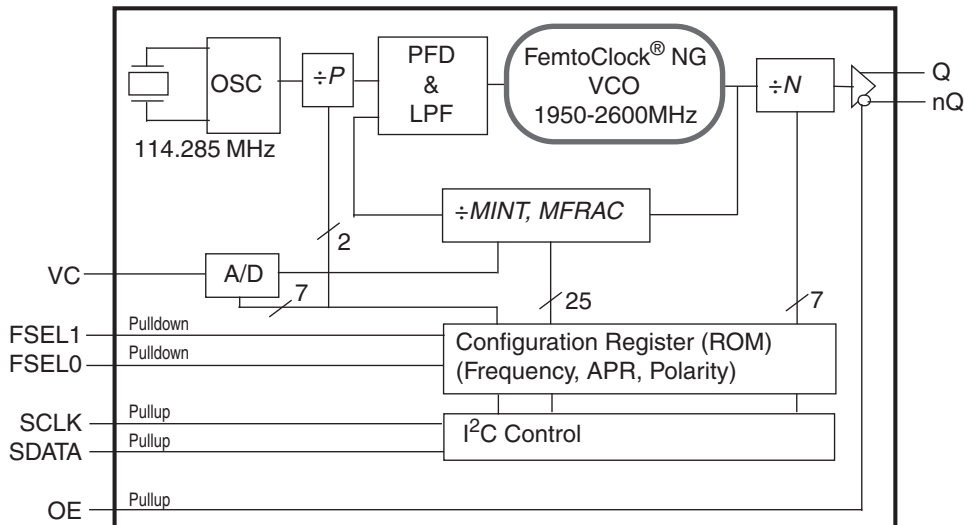 OSC
÷P
PFD
&
LPF
FemtoClock® NG
VCO
1950-2600MHz
÷N
Q
nQ
114.285 MHz
÷MINT, MFRAC
2
VC
A/D
7
25
7
FSEL1
Pulldown
FSEL0
Pulldown
Configuration Register (ROM)
(Frequency, APR, Polarity)
SCLK
Pullup
SDATA
Pullup
I²C Control
OE
Pullup